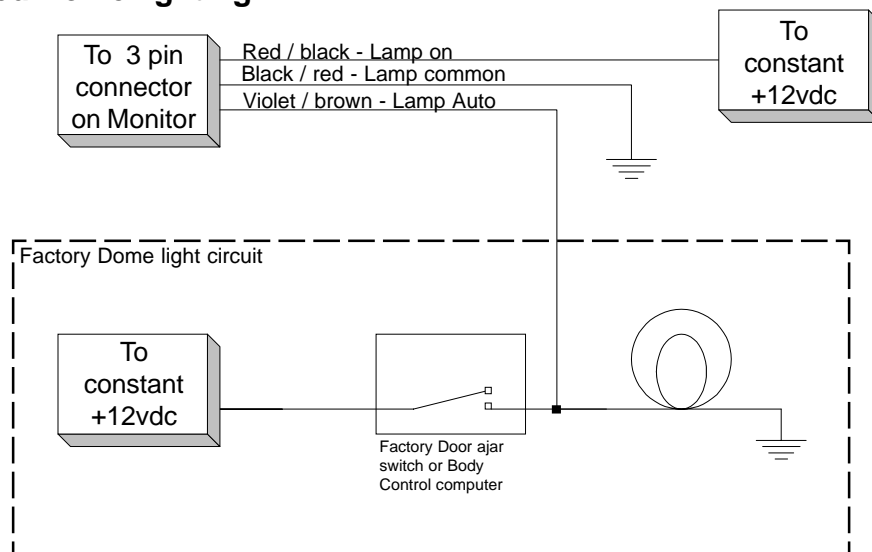 To 3 pin
connector
on Monitor
Red / black - Lamp on
Black / red - Lamp common
Violet / brown - Lamp Auto
To
constant
+12vdc
Factory Dome light circuit
To
constant
+12vdc
Factory Door ajar
switch or Body
Control computer